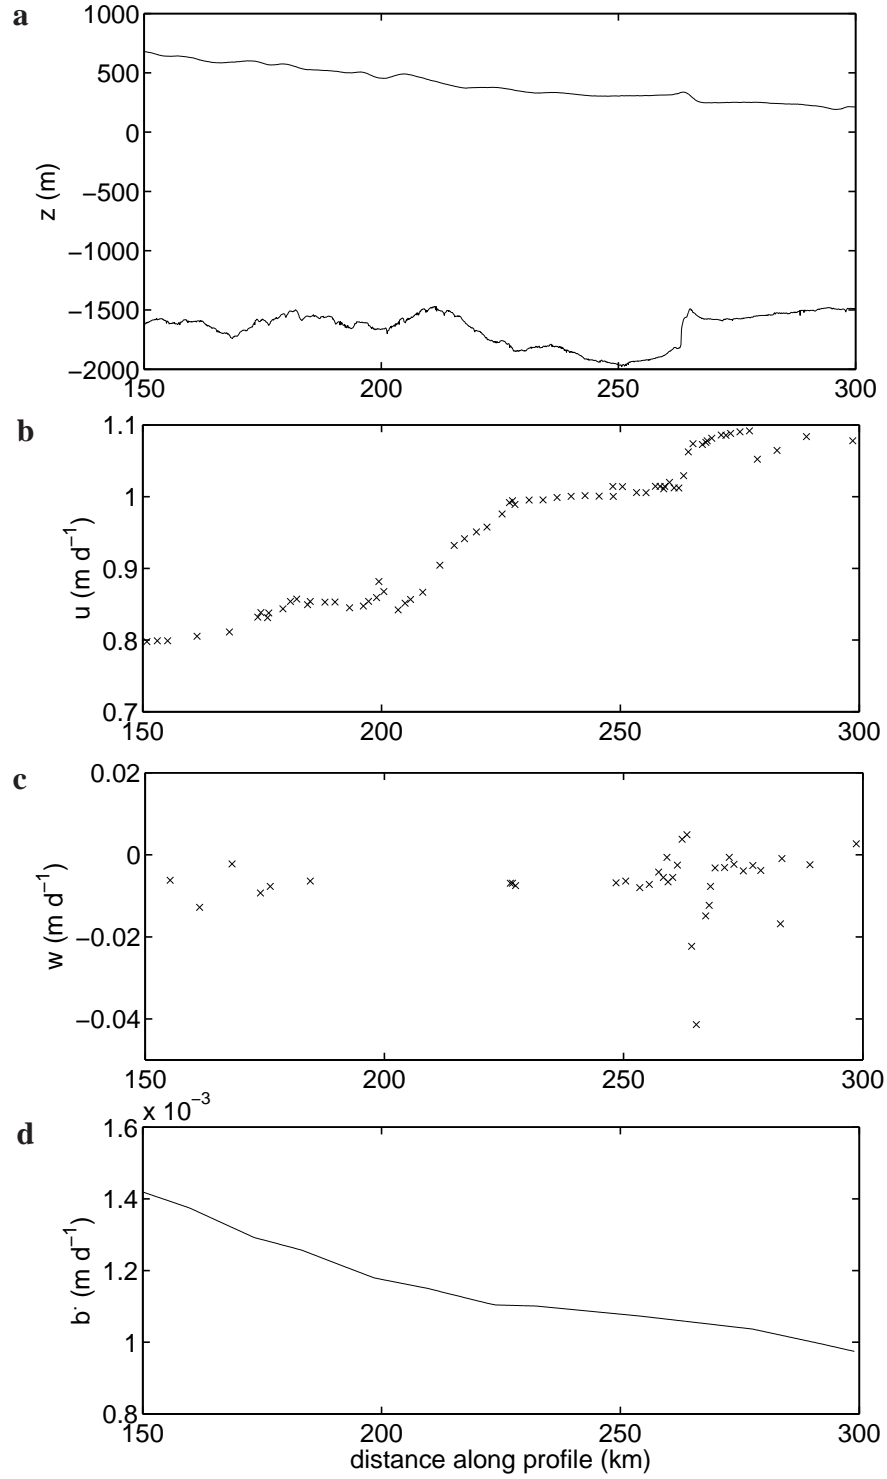 a
1000
500
0
−500
−1000
−1500
−2000
z (m)
150 200 250 300
b
1.1
1
0.9
0.8
0.7
u (m d−1)
150 200 250 300
c
0.02
0
−0.02
−0.04
w (m d−1)
150 200 250 300
d
x 10−3
1.6
1.4
1.2
1
0.8
b· (m d−1)
150 200 250 300
distance along profile (km)